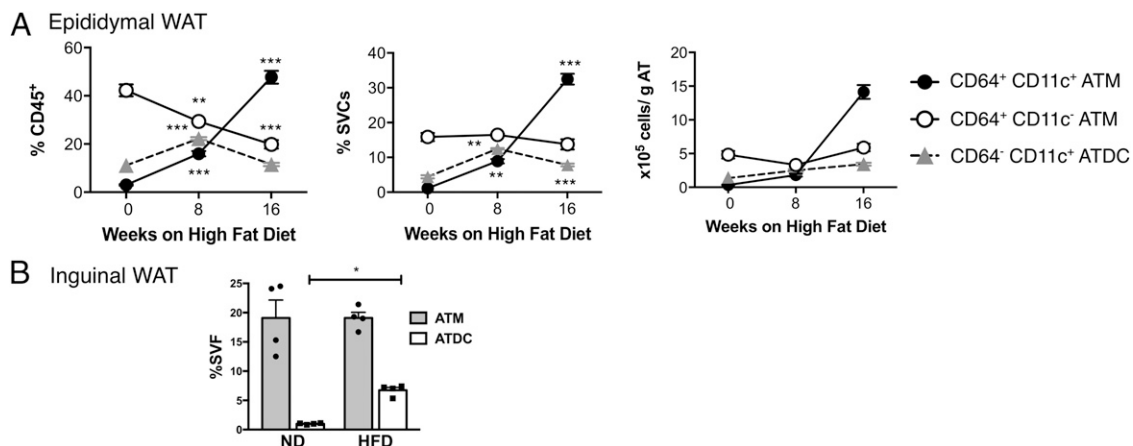 A Epididymal WAT
% CD45⁺
60
40
20
0
***
**
***
***
***
0 8 16
Weeks on High Fat Diet
% SVCs
40
30
20
10
0
***
**
**
***
0 8 16
Weeks on High Fat Diet
x10⁵ cells/ g AT
20
15
10
5
0
0 8 16
Weeks on High Fat Diet
CD64⁺ CD11c⁺ ATM
CD64⁺ CD11c⁻ ATM
CD64⁻ CD11c⁺ ATDC
B Inguinal WAT
%SVF
25
20
15
10
5
0
*
ND HFD
ATM
ATDC